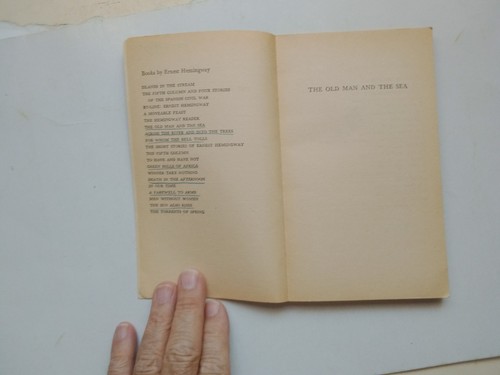 Books by Ernest Hemingway
ISLANDS IN THE STREAM
THE FIFTH COLUMN AND FOUR STORIES
OF THE SPANISH CIVIL WAR
BY-LINE: ERNEST HEMINGWAY
A MOVEABLE FEAST
THE HEMINGWAY READER
THE OLD MAN AND THE SEA
ACROSS THE RIVER AND INTO THE TREES
FOR WHOM THE BELL TOLLS
THE SHORT STORIES OF ERNEST HEMINGWAY
THE FIFTH COLUMN
TO HAVE AND HAVE NOT
GREEN HILLS OF AFRICA
WINNER TAKE NOTHING
DEATH IN THE AFTERNOON
IN OUR TIME
A FAREWELL TO ARMS
MEN WITHOUT WOMEN
THE SUN ALSO RISES
THE TORRENTS OF SPRING
THE OLD MAN AND THE SEA